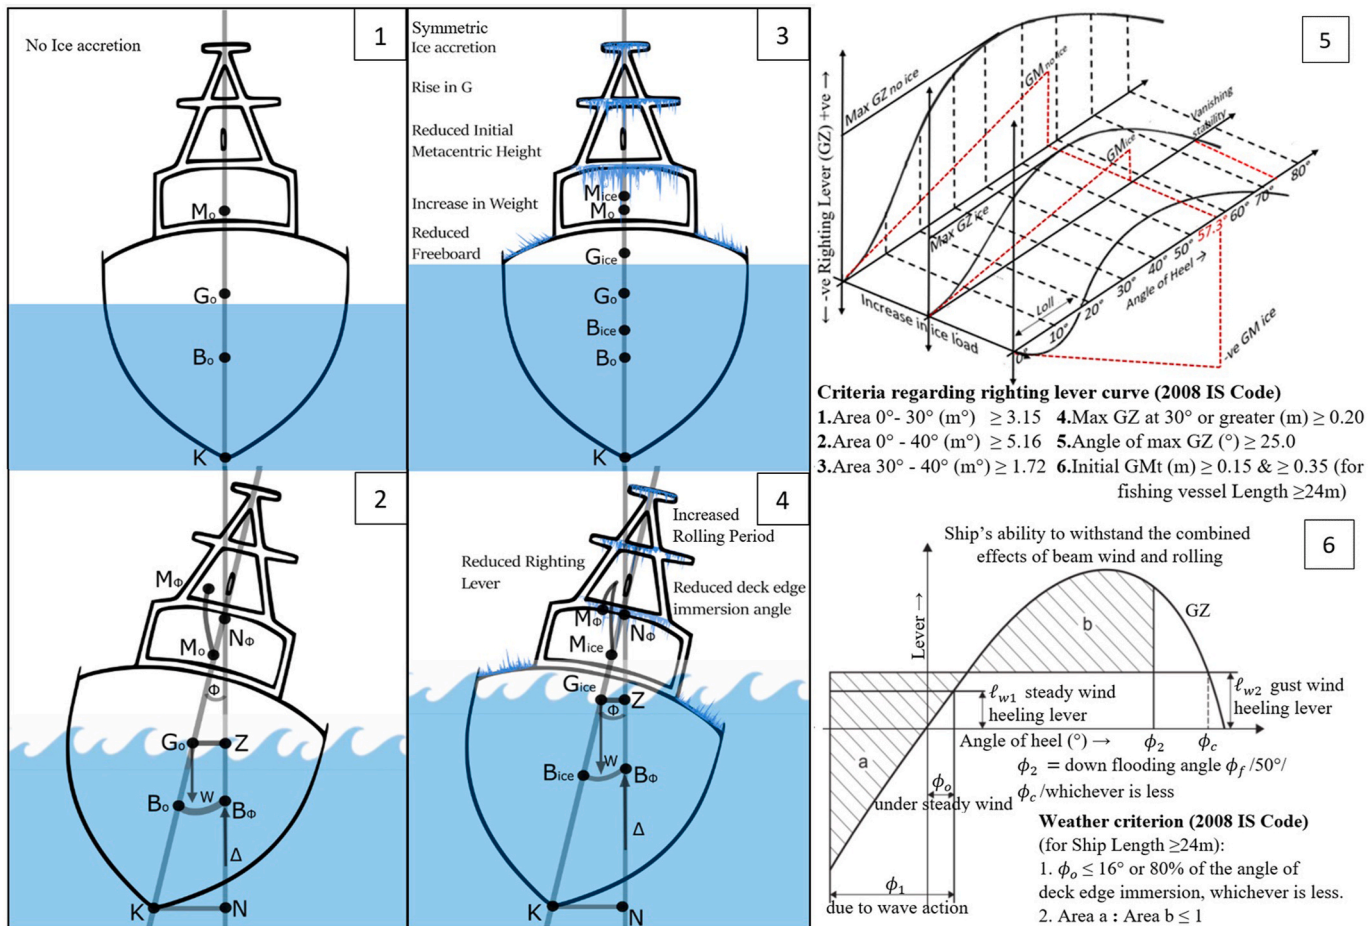 1
No Ice accretion
Mₒ
Gₒ
Bₒ
K
3
Symmetric
Ice accretion
Rise in G
Reduced Initial
Metacentric Height
Increase in Weight
Reduced
Freeboard
Mice
Mₒ
Gice
Gₒ
Bice
Bₒ
K
2
MΦ
NΦ
Mₒ
Φ
Gₒ
Z
W
Bₒ
BΦ
Δ
K
N
4
Increased
Rolling Period
Reduced Righting
Lever
Reduced deck edge
immersion angle
MΦ
NΦ
Mice
Gice
Z
Φ
W
Bice
BΦ
Δ
K
N
5
← -ve Righting Lever (GZ) +ve →
Max GZ no ice
GM no ice
Max GZ ice
GM ice
Vanishing
stability
Increase in ice load
Loll
0° 10° 20° 30° 40° 50° 57.3° 60° 70° 80°
Angle of Heel →
-ve GM ice
Criteria regarding righting lever curve (2008 IS Code)
1.Area 0°- 30° (m°) ≥ 3.15 4.Max GZ at 30° or greater (m) ≥ 0.20
2.Area 0° - 40° (m°) ≥ 5.16 5.Angle of max GZ (°) ≥ 25.0
3.Area 30° - 40° (m°) ≥ 1.72 6.Initial GMt (m) ≥ 0.15 & ≥ 0.35 (for
fishing vessel Length ≥24m)
6
Ship's ability to withstand the combined
effects of beam wind and rolling
Lever →
GZ
b
a
ℓw1 steady wind
heeling lever
ℓw2 gust wind
heeling lever
Angle of heel (°) →
ϕ2
ϕc
ϕo
under steady wind
ϕ2 = down flooding angle ϕf /50°/
ϕc /whichever is less
ϕ1
due to wave action
Weather criterion (2008 IS Code)
(for Ship Length ≥24m):
1. ϕo ≤ 16° or 80% of the angle of
deck edge immersion, whichever is less.
2. Area a : Area b ≤ 1